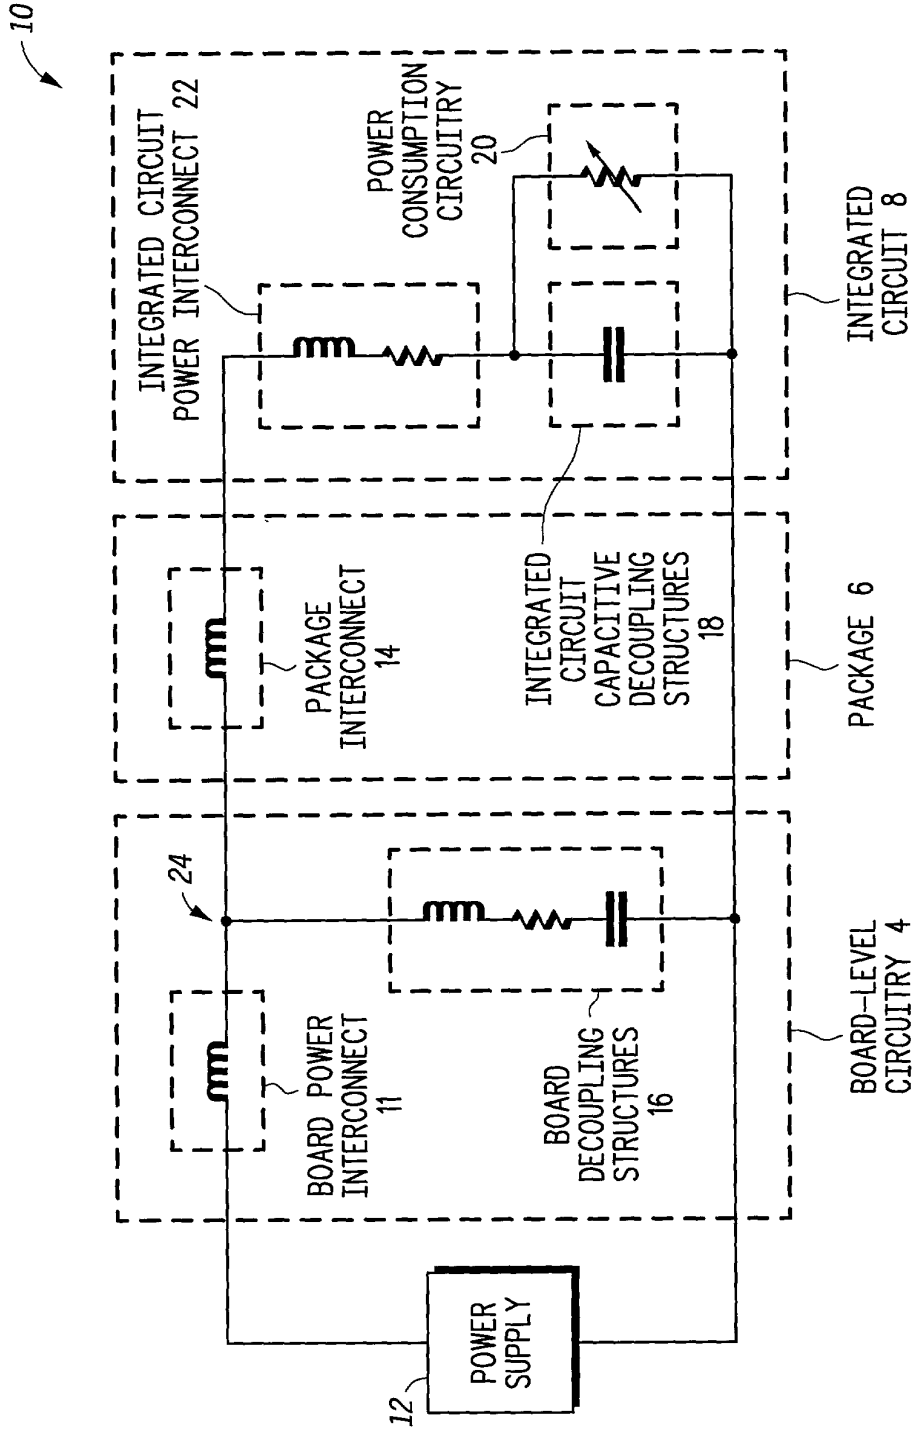 10
INTEGRATED CIRCUIT
POWER INTERCONNECT 22
POWER
CONSUMPTION
CIRCUITRY
20
24
BOARD POWER
INTERCONNECT
11
PACKAGE
INTERCONNECT
14
12
POWER
SUPPLY
BOARD
DECOUPLING
STRUCTURES
16
INTEGRATED
CIRCUIT
CAPACITIVE
DECOUPLING
STRUCTURES
18
BOARD-LEVEL
CIRCUITRY 4
PACKAGE 6
INTEGRATED
CIRCUIT 8